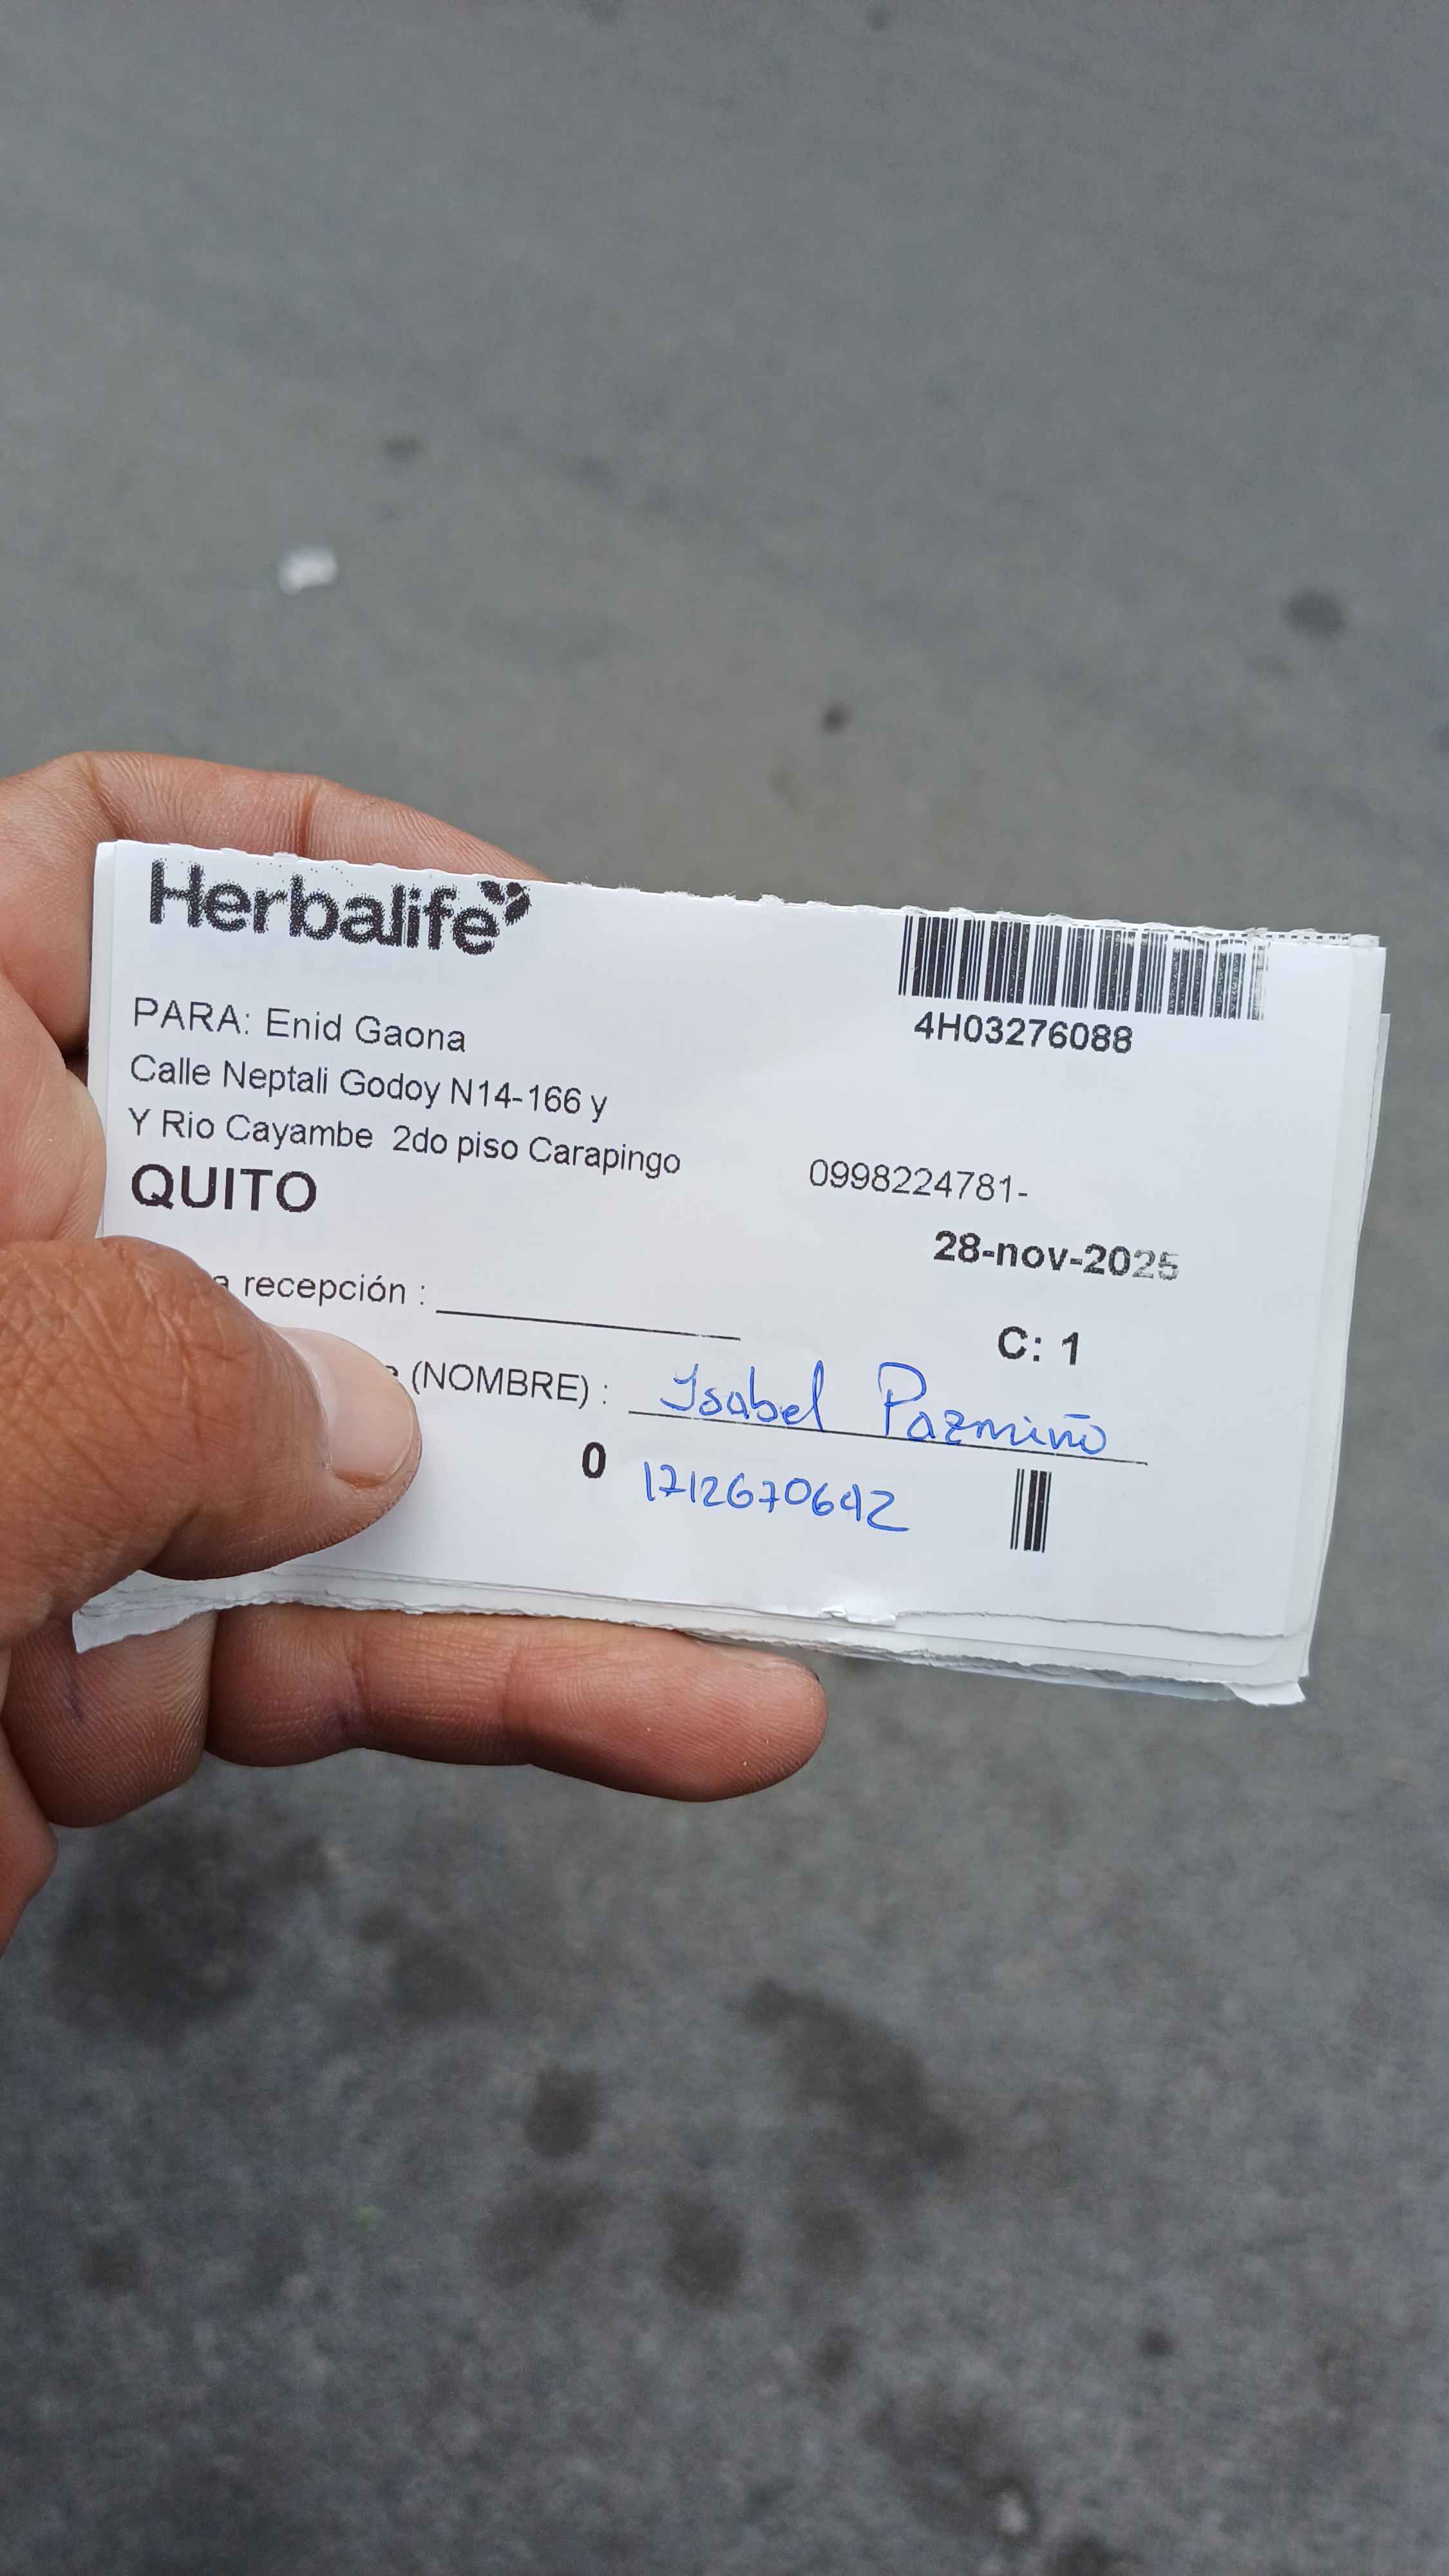 Herbalife
4H03276088
PARA: Enid Gaona
Calle Neptali Godoy N14-166 y
Y Rio Cayambe 2do piso Carapingo
0998224781-
QUITO
28-nov-2025
recepción :
C: 1
(NOMBRE) : Isabel Pazmiño
0 1712670642